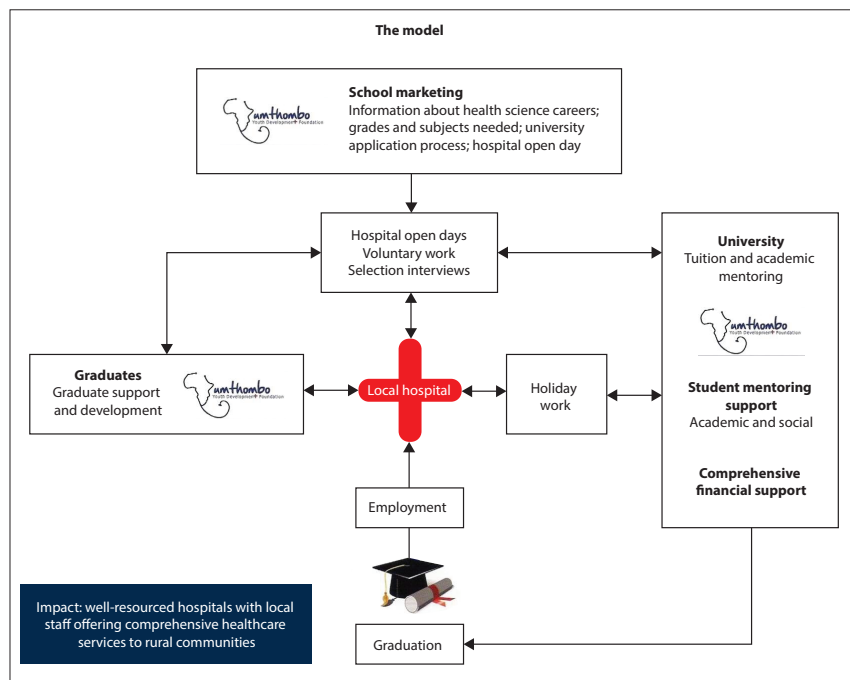 The model
School marketing
Information about health science careers;
grades and subjects needed; university
application process; hospital open day
umthombo
Youth Development Foundation
Hospital open days
Voluntary work
Selection interviews
University
Tuition and academic
mentoring
umthombo
Youth Development Foundation
Student mentoring
support
Academic and social
Comprehensive
financial support
Graduates
Graduate support
and development
umthombo
Youth Development Foundation
Local hospital
Holiday
work
Employment
Graduation
Impact: well-resourced hospitals with local
staff offering comprehensive healthcare
services to rural communities